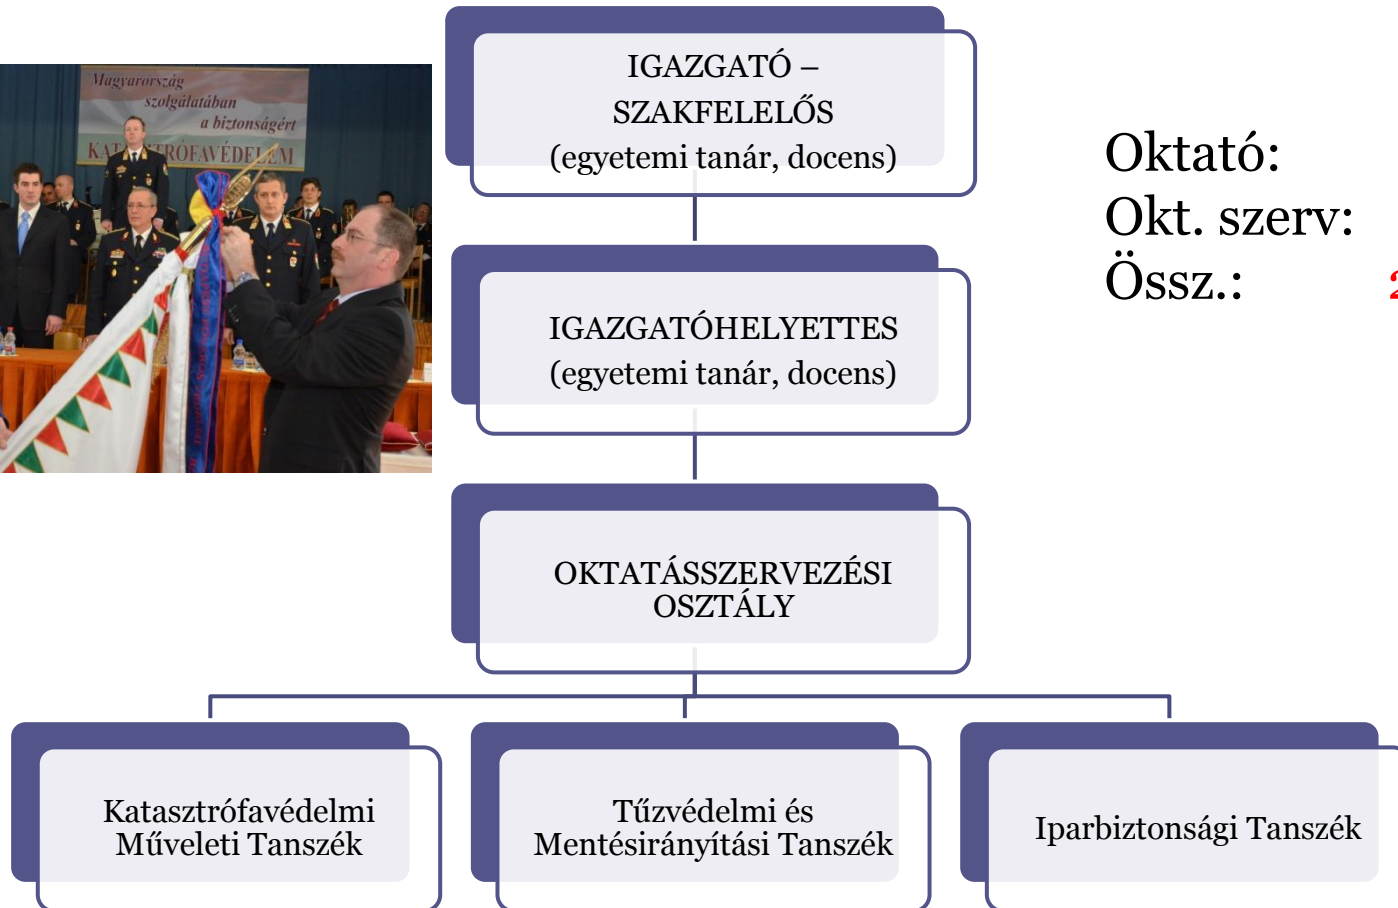 Magyarország
szolgálatában
a biztonságért
IGAZGATÓ –
SZAKFELELŐS
(egyetemi tanár, docens)
Oktató:
Okt. szerv:
Össz.:
IGAZGATÓHELYETTES
(egyetemi tanár, docens)
OKTATÁSSZERVEZÉSI
OSZTÁLY
Katasztrófavédelmi
Műveleti Tanszék
Tűzvédelmi és
Mentésirányítási Tanszék
Iparbiztonsági Tanszék